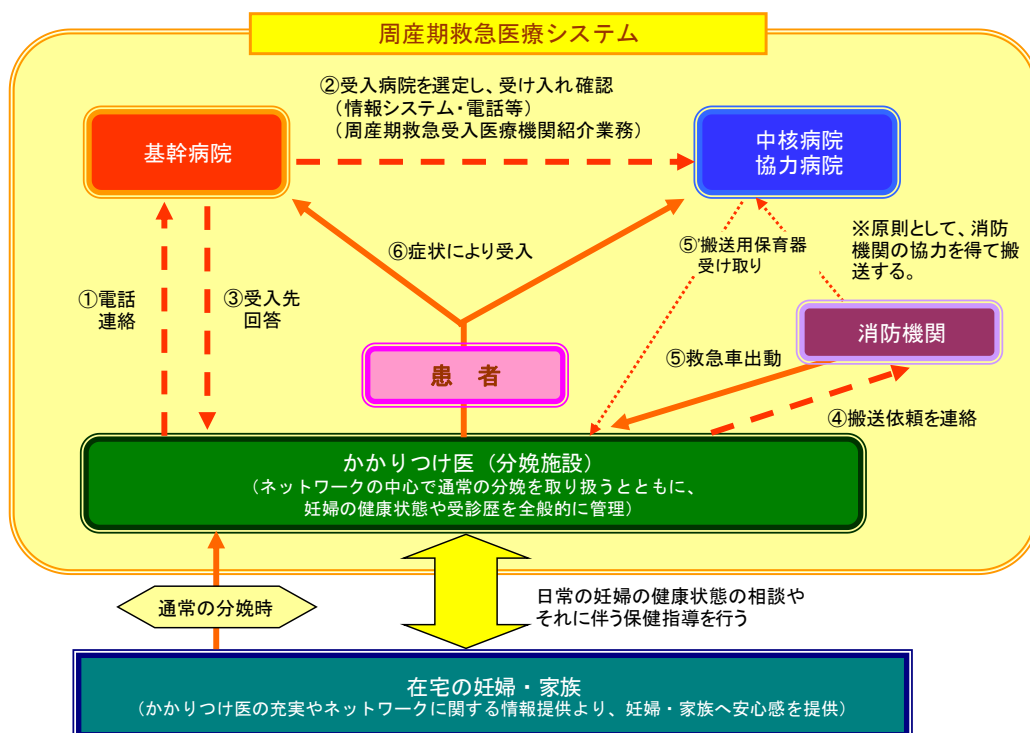 周産期救急医療システム
②受入病院を選定し、受け入れ確認
（情報システム・電話等）
（周産期救急受入医療機関紹介業務）
基幹病院
中核病院
協力病院
①電話
連絡
③受入先
回答
⑥症状により受入
⑤'搬送用保育器
受け取り
※原則として、消防
機関の協力を得て搬
送する。
消防機関
⑤救急車出動
④搬送依頼を連絡
患　者
かかりつけ医（分娩施設）
（ネットワークの中心で通常の分娩を取り扱うとともに、
妊婦の健康状態や受診歴を全般的に管理）
通常の分娩時
日常の妊婦の健康状態の相談や
それに伴う保健指導を行う
在宅の妊婦・家族
（かかりつけ医の充実やネットワークに関する情報提供より、妊婦・家族へ安心感を提供）